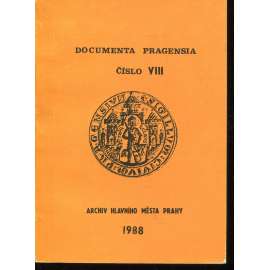 DOCUMENTA PRAGENSIA
ČÍSLO VIII
ARCHIV HLAVNÍHO MĚSTA PRAHY
1988